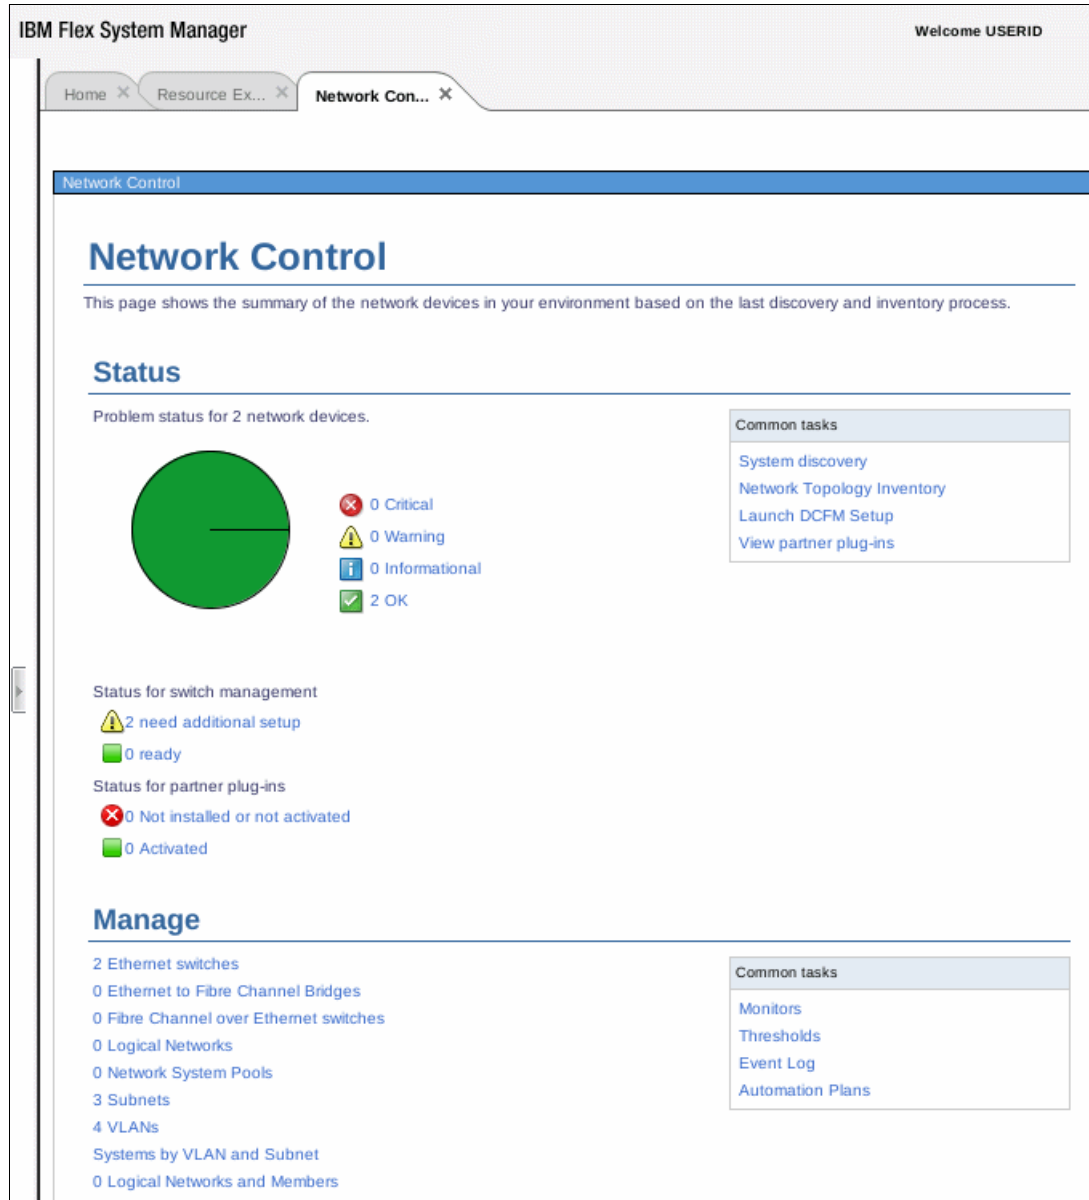 IBM Flex System Manager
Welcome USERID
Home
Resource Ex...
Network Con...
Network Control
Network Control
This page shows the summary of the network devices in your environment based on the last discovery and inventory process.
Status
Problem status for 2 network devices.
0 Critical
0 Warning
0 Informational
2 OK
Common tasks
System discovery
Network Topology Inventory
Launch DCFM Setup
View partner plug-ins
Status for switch management
2 need additional setup
0 ready
Status for partner plug-ins
0 Not installed or not activated
0 Activated
Manage
2 Ethernet switches
0 Ethernet to Fibre Channel Bridges
0 Fibre Channel over Ethernet switches
0 Logical Networks
0 Network System Pools
3 Subnets
4 VLANs
Systems by VLAN and Subnet
0 Logical Networks and Members
Common tasks
Monitors
Thresholds
Event Log
Automation Plans